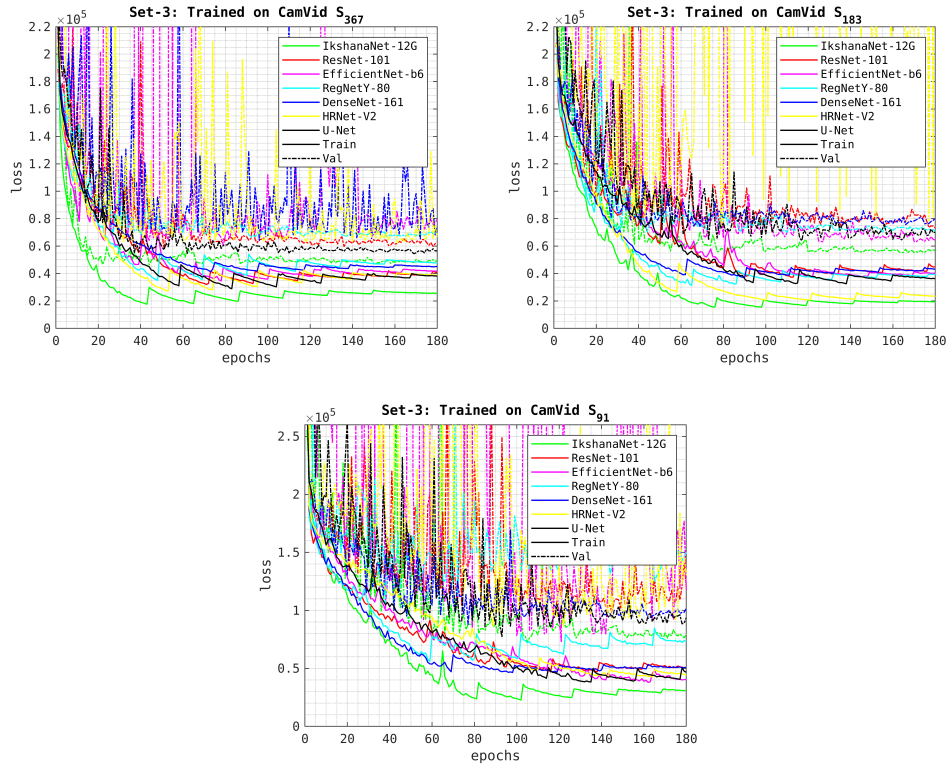 Set-3: Trained on CamVid S367
×10^5
2.2
2
1.8
1.6
1.4
1.2
1
0.8
0.6
0.4
0.2
0
loss
0 20 40 60 80 100 120 140 160 180
epochs
IkshanaNet-12G
ResNet-101
EfficientNet-b6
RegNetY-80
DenseNet-161
HRNet-V2
U-Net
Train
Val
Set-3: Trained on CamVid S183
×10^5
2.2
2
1.8
1.6
1.4
1.2
1
0.8
0.6
0.4
0.2
0
loss
0 20 40 60 80 100 120 140 160 180
epochs
IkshanaNet-12G
ResNet-101
EfficientNet-b6
RegNetY-80
DenseNet-161
HRNet-V2
U-Net
Train
Val
Set-3: Trained on CamVid S91
×10^5
2.5
2
1.5
1
0.5
0
loss
0 20 40 60 80 100 120 140 160 180
epochs
IkshanaNet-12G
ResNet-101
EfficientNet-b6
RegNetY-80
DenseNet-161
HRNet-V2
U-Net
Train
Val